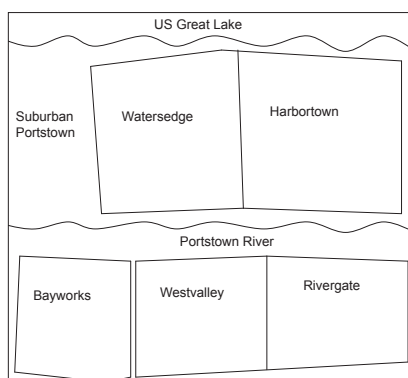 US Great Lake
Suburban
Portstown
Watersedge
Harbortown
Portstown River
Bayworks
Westvalley
Rivergate